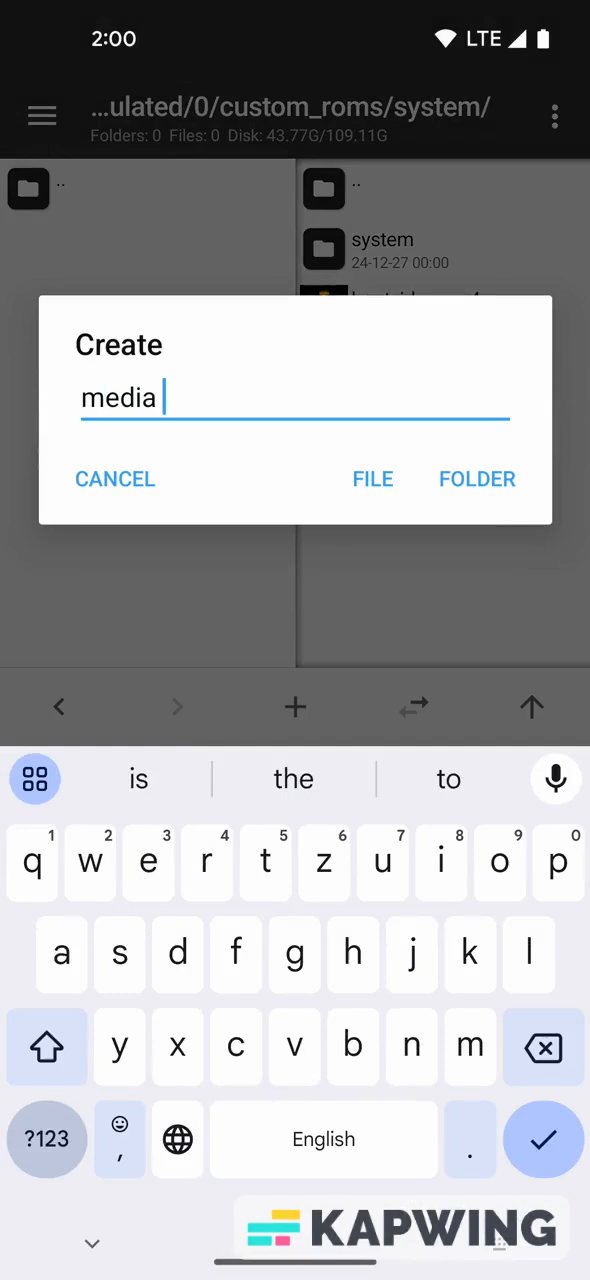 2:00
LTE
...ulated/0/custom_roms/system/
Folders: 0 Files: 0 Disk: 43.77G/109.11G
..
..
system
24-12-27 00:00
Create
media
CANCEL
FILE
FOLDER
is
the
to
1 2 3 4 5 6 7 8 9 0
q w e r t z u i o p
a s d f g h j k l
y x c v b n m
?123
,
English
.
KAPWING